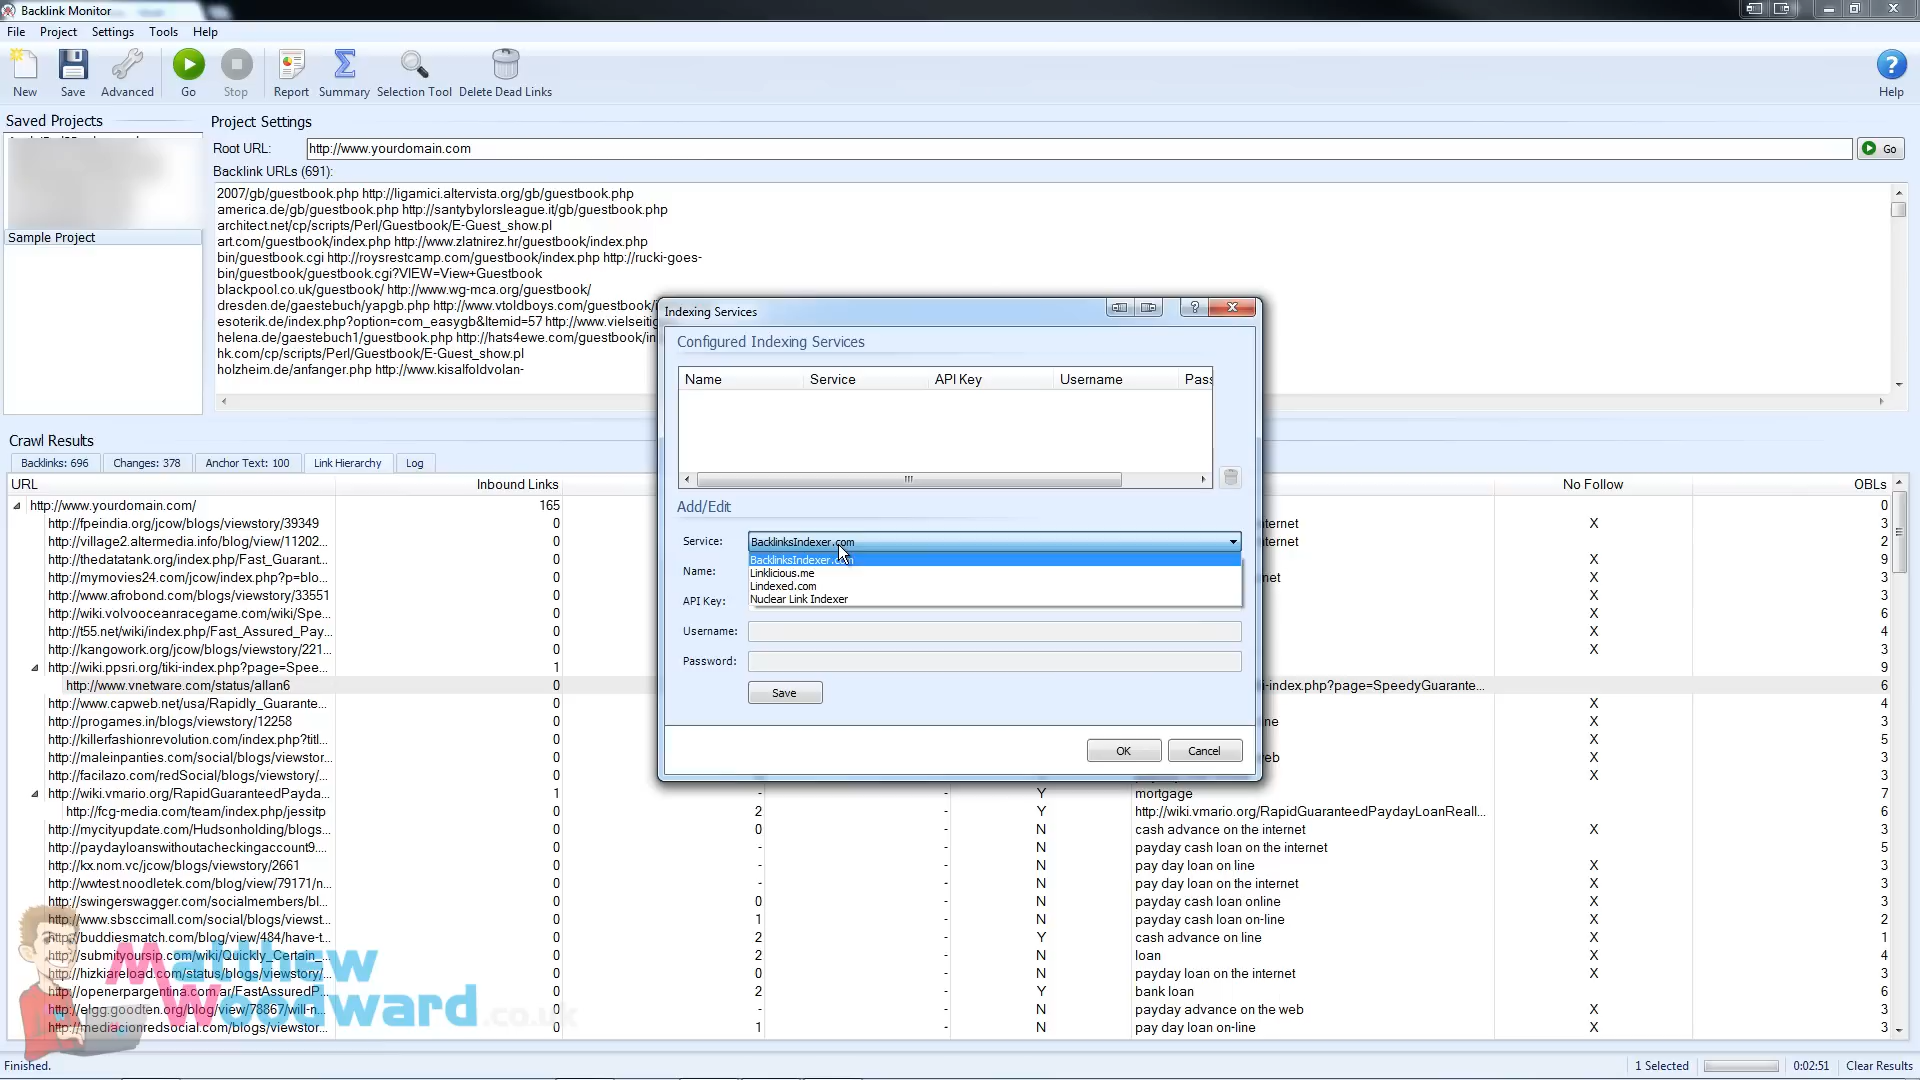 Backlink Monitor
File Project Settings Tools Help
New Save Advanced Go Stop Report Summary Selection Tool Delete Dead Links Help
Saved Projects
Sample Project
Project Settings
Root URL: http://www.yourdomain.com Go
Backlink URLs (691):
2007/gb/guestbook.php http://ligamici.altervista.org/gb/guestbook.php
america.de/gb/guestbook.php http://santybylorsleague.it/gb/guestbook.php
architect.net/cp/scripts/Perl/Guestbook/E-Guest_show.pl
art.com/guestbook/index.php http://www.zlatnirez.hr/guestbook/index.php
bin/guestbook.cgi http://roysrestcamp.com/guestbook/index.php http://rucki-goes-
bin/guestbook/guestbook.cgi?VIEW=View+Guestbook
blackpool.co.uk/guestbook/ http://www.wg-mca.org/guestbook/
dresden.de/gaestebuch/yapgb.php http://www.vtoldboys.com/guestbook/i
esoterik.de/index.php?option=com_easygb&Itemid=57 http://www.vielseitig
helena.de/gaestebuch1/guestbook.php http://hats4ewe.com/guestbook/in
hk.com/cp/scripts/Perl/Guestbook/E-Guest_show.pl
holzheim.de/anfanger.php http://www.kisalfoldvolan-
Indexing Services
Configured Indexing Services
Name Service API Key Username Pass
Add/Edit
Service: BacklinksIndexer.com
BacklinksIndexer.com
Linklicious.me
Lindexed.com
Nuclear Link Indexer
Name:
API Key:
Username:
Password:
Save
OK Cancel
Crawl Results
Backlinks: 696 Changes: 378 Anchor Text: 100 Link Hierarchy Log
URL Inbound Links No Follow OBLs
http://www.yourdomain.com/ 165 0
http://fpeindia.org/jcow/blogs/viewstory/39349 0 ternet X 3
http://village2.altermedia.info/blog/view/11202... 0 ternet 2
http://thedatatank.org/index.php/Fast_Guarant... 0 X 9
http://mymovies24.com/jcow/index.php?p=blo... 0 net X 3
http://www.afrobond.com/blogs/viewstory/33551 0 X 3
http://wiki.volvooceanracegame.com/wiki/Spe... 0 X 6
http://t55.net/wiki/index.php/Fast_Assured_Pay... 0 X 4
http://kangowork.org/jcow/blogs/viewstory/221... 0 X 3
http://wiki.ppsri.org/tiki-index.php?page=Spee... 1 9
http://www.vnetware.com/status/allan6 0 i-index.php?page=SpeedyGuarante... 6
http://www.capweb.net/usa/Rapidly_Guarante... 0 X 4
http://progames.in/blogs/viewstory/12258 0 ne X 3
http://killerfashionrevolution.com/index.php?titl... 0 X 5
http://maleinpanties.com/social/blogs/viewstor... 0 eb X 3
http://facilazo.com/redSocial/blogs/viewstory/... 0 X 3
http://wiki.vmario.org/RapidGuaranteedPayda... 1 - - Y mortgage 7
http://fcg-media.com/team/index.php/jessitp 0 2 - Y http://wiki.vmario.org/RapidGuaranteedPaydayLoanReall... 6
http://mycityupdate.com/Hudsonholding/blogs... 0 0 - N cash advance on the internet X 3
http://paydayloanswithoutacheckingaccount9.... 0 - - N payday cash loan on the internet 5
http://kx.nom.vc/jcow/blogs/viewstory/2661 0 - - N pay day loan on line X 3
http://wwtest.noodletek.com/blog/view/79171/n... 0 - - N pay day loan on the internet X 3
http://swingerswagger.com/socialmembers/bl... 0 0 - N payday cash loan online X 3
http://www.sbsccimall.com/social/blogs/viewst... 0 1 - N payday cash loan on-line X 2
http://buddiesmatch.com/blog/view/484/have-t... 0 2 - Y cash advance on line X 1
http://submityoursip.com/wiki/Quickly_Certain_... 0 2 - N loan X 4
http://hizkiareload.com/status/blogs/viewstory/... 0 0 - N payday loan on the internet X 3
http://openerpargentina.com.ar/FastAssuredP... 0 2 - Y bank loan 6
http://elgg.goodten.org/blog/view/78867/will-n... 0 - - N payday advance on the web X 3
http://mediacionredsocial.com/blogs/viewstor... 0 1 - N pay day loan on-line X 3
Matthew
Woodward.co.uk
Finished. 1 Selected 0:02:51 Clear Results